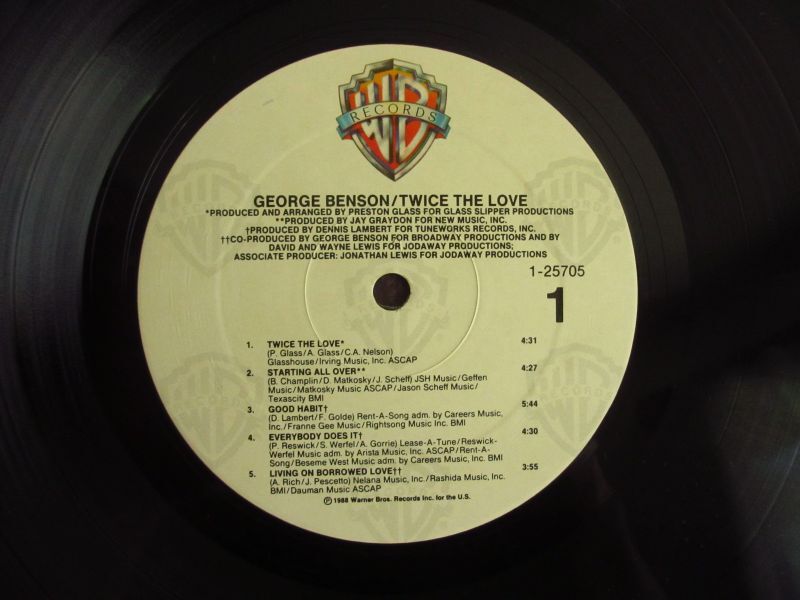 WB
RECORDS
GEORGE BENSON/TWICE THE LOVE
*PRODUCED AND ARRANGED BY PRESTON GLASS FOR GLASS SLIPPER PRODUCTIONS
**PRODUCED BY JAY GRAYDON FOR NEW MUSIC, INC.
†PRODUCED BY DENNIS LAMBERT FOR TUNEWORKS RECORDS, INC.
††CO-PRODUCED BY GEORGE BENSON FOR BROADWAY PRODUCTIONS AND BY
DAVID AND WAYNE LEWIS FOR JODAWAY PRODUCTIONS;
ASSOCIATE PRODUCER: JONATHAN LEWIS FOR JODAWAY PRODUCTIONS
1-25705
1
1. TWICE THE LOVE* 4:31
(P. Glass/A. Glass/C.A. Nelson)
Glasshouse/Irving Music, Inc. ASCAP
2. STARTING ALL OVER** 4:27
(B. Champlin/D. Matkosky/J. Scheff) JSH Music/Geffen
Music/Matkosky Music ASCAP/Jason Scheff Music/
Texascity BMI
3. GOOD HABIT† 5:44
(D. Lambert/F. Golde) Rent-A-Song adm. by Careers Music,
Inc./Franne Gee Music/Rightsong Music Inc. BMI
4. EVERYBODY DOES IT† 4:30
(P. Reswick/S. Werfel/A. Gorrie) Lease-A-Tune/Reswick-
Werfel Music adm. by Arista Music, Inc. ASCAP/Rent-A-
Song/Beseme West Music adm. by Careers Music, Inc. BMI
5. LIVING ON BORROWED LOVE†† 3:55
(A. Rich/J. Pescetto) Nelana Music, Inc./Rashida Music, Inc.
BMI/Dauman Music ASCAP
℗ 1988 Warner Bros. Records Inc. for the U.S.